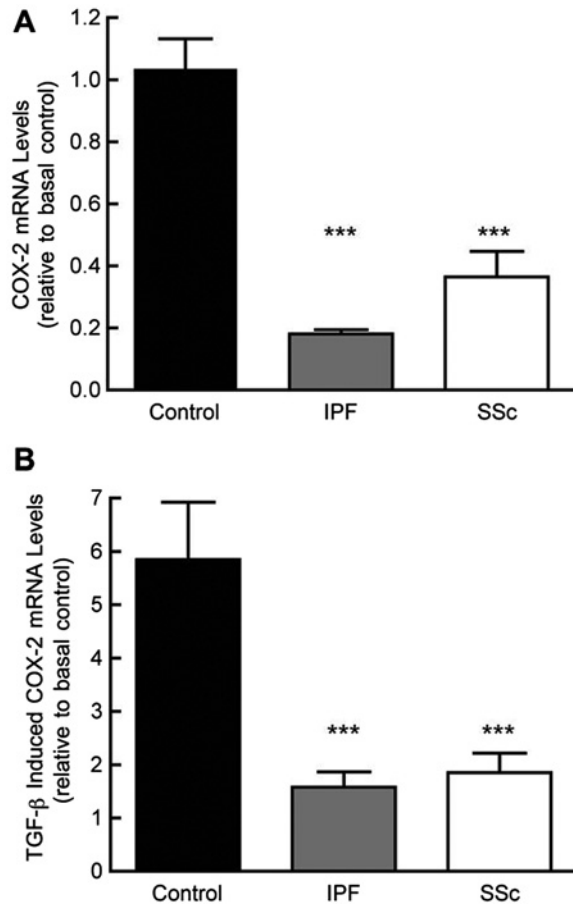 A
COX-2 mRNA Levels
(relative to basal control)
1.2
1.0
0.8
0.6
0.4
0.2
0.0
*** ***
Control IPF SSc
B
TGF-β Induced COX-2 mRNA Levels
(relative to basal control)
7
6
5
4
3
2
1
0
*** ***
Control IPF SSc